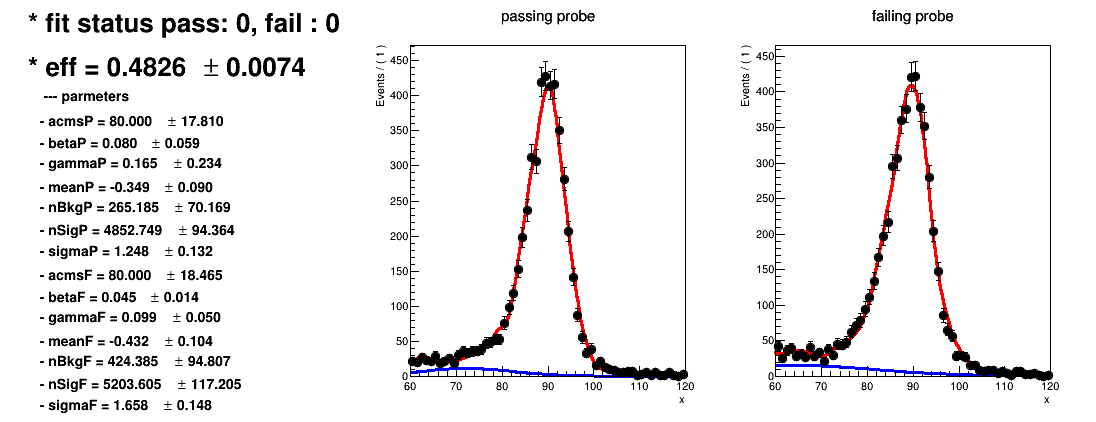 * fit status pass: 0, fail : 0
* eff = 0.4826 ± 0.0074
--- parmeters
- acmsP = 80.000 ± 17.810
- betaP = 0.080 ± 0.059
- gammaP = 0.165 ± 0.234
- meanP = -0.349 ± 0.090
- nBkgP = 265.185 ± 70.169
- nSigP = 4852.749 ± 94.364
- sigmaP = 1.248 ± 0.132
- acmsF = 80.000 ± 18.465
- betaF = 0.045 ± 0.014
- gammaF = 0.099 ± 0.050
- meanF = -0.432 ± 0.104
- nBkgF = 424.385 ± 94.807
- nSigF = 5203.605 ± 117.205
- sigmaF = 1.658 ± 0.148
passing probe
Events / ( 1 )
450
400
350
300
250
200
150
100
50
0
60 70 80 90 100 110 120
x
failing probe
Events / ( 1 )
450
400
350
300
250
200
150
100
50
0
60 70 80 90 100 110 120
x